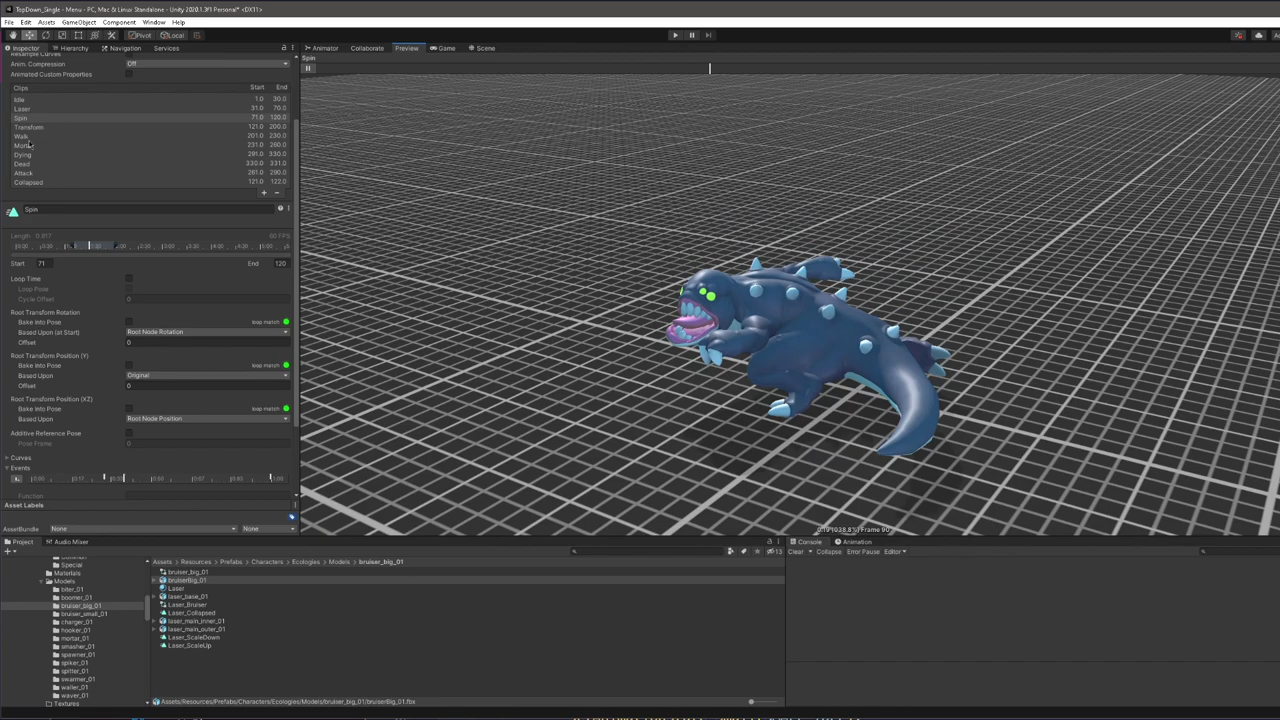 TopDown_Single - Menu - PC, Mac & Linux Standalone - Unity 2020.1.3f1 Personal* <DX11>
File Edit Assets GameObject Component Window Help
Pivot Local
Inspector Hierarchy Navigation Services
Animator Collaborate Preview Game Scene
Resample Curves
Anim. Compression Off
Animated Custom Properties
Spin
Clips Start End
Idle 1.0 30.0
Laser 31.0 70.0
Spin 71.0 120.0
Transform 121.0 200.0
Walk 201.0 230.0
231.0 260.0
Dying 291.0 330.0
Dead 330.0 331.0
Attack 261.0 290.0
Collapsed 121.0 122.0
Spin
Length 0.817 60 FPS
Start 71 End 120
Loop Time
Loop Pose
Cycle Offset 0
Root Transform Rotation
Bake Into Pose loop match
Based Upon (at Start) Root Node Rotation
Offset 0
Root Transform Position (Y)
Bake Into Pose loop match
Based Upon Original
Offset 0
Root Transform Position (XZ)
Bake Into Pose loop match
Based Upon Root Node Position
Additive Reference Pose
Pose Frame 0
Curves
Events
Function
Asset Labels
AssetBundle None None
Frame 90
Project Audio Mixer
Console Animation
Clear Collapse Error Pause Editor
13
Assets Resources Prefabs Characters Ecologies Models bruiser_big_01
Special
Materials
Models
biter_01
boomer_01
bruiser_big_01
bruiser_small_01
charger_01
hooker_01
mortar_01
smasher_01
spawner_01
spiker_01
spitter_01
swarmer_01
waller_01
waver_01
Textures
bruiser_big_01
bruiserBig_01
Laser
laser_base_01
Laser_Bruiser
Laser_Collapsed
laser_main_inner_01
laser_main_outer_01
Laser_ScaleDown
Laser_ScaleUp
Assets/Resources/Prefabs/Characters/Ecologies/Models/bruiser_big_01/bruiserBig_01.fbx